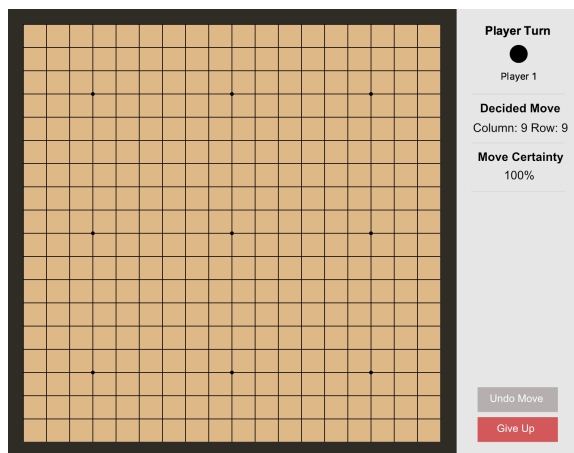 Player Turn
Player 1
Decided Move
Column: 9 Row: 9
Move Certainty
100%
Undo Move
Give Up